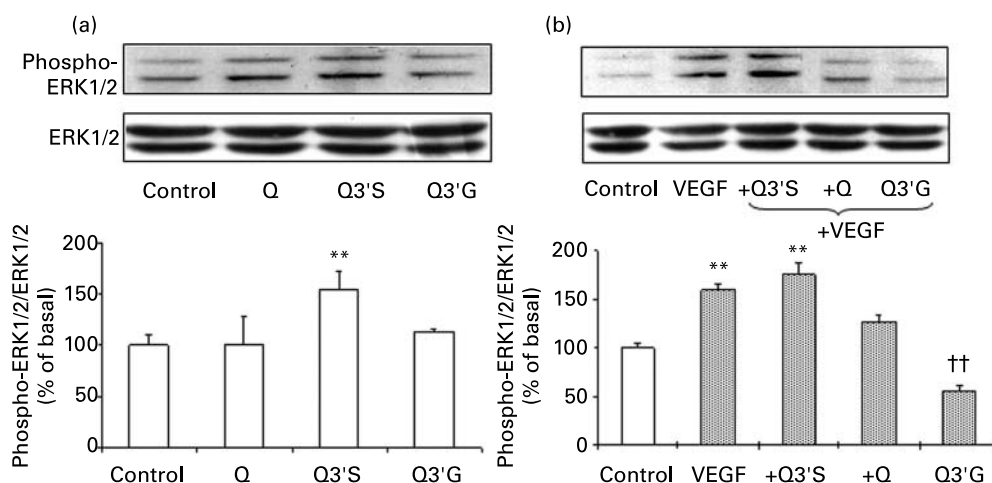 (a)
Phospho-
ERK1/2
ERK1/2
Control Q Q3'S Q3'G
Phospho-ERK1/2/ERK1/2
(% of basal)
200
150
100
50
0
**
Control Q Q3'S Q3'G
(b)
Control VEGF +Q3'S +Q Q3'G
+VEGF
Phospho-ERK1/2/ERK1/2
(% of basal)
200
150
100
50
0
** ** ††
Control VEGF +Q3'S +Q Q3'G